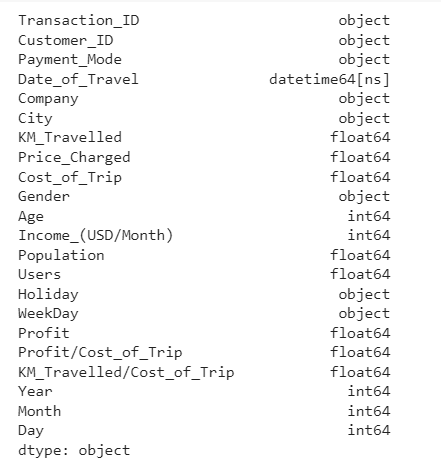 Transaction_ID object
Customer_ID object
Payment_Mode object
Date_of_Travel datetime64[ns]
Company object
City object
KM_Travelled float64
Price_Charged float64
Cost_of_Trip float64
Gender object
Age int64
Income_(USD/Month) int64
Population float64
Users float64
Holiday object
WeekDay object
Profit float64
Profit/Cost_of_Trip float64
KM_Travelled/Cost_of_Trip float64
Year int64
Month int64
Day int64
dtype: object